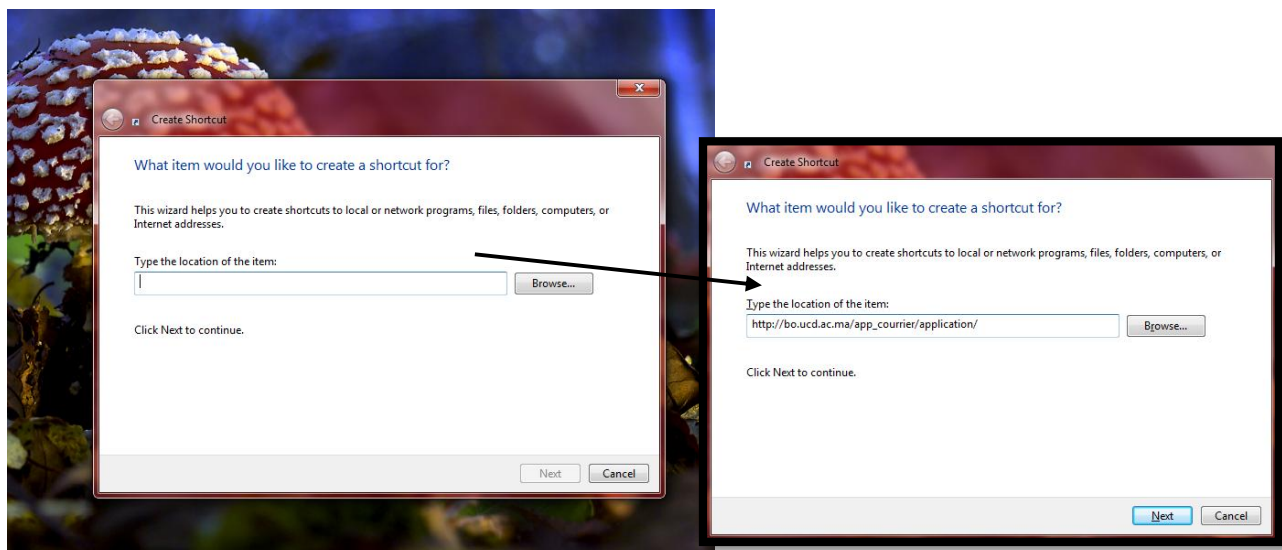 Create Shortcut
What item would you like to create a shortcut for?
This wizard helps you to create shortcuts to local or network programs, files, folders, computers, or
Internet addresses.
Type the location of the item:
Browse...
Click Next to continue.
Next Cancel
Create Shortcut
What item would you like to create a shortcut for?
This wizard helps you to create shortcuts to local or network programs, files, folders, computers, or
Internet addresses.
Type the location of the item:
http://bo.ucd.ac.ma/app_courrier/application/ Browse...
Click Next to continue.
Next Cancel